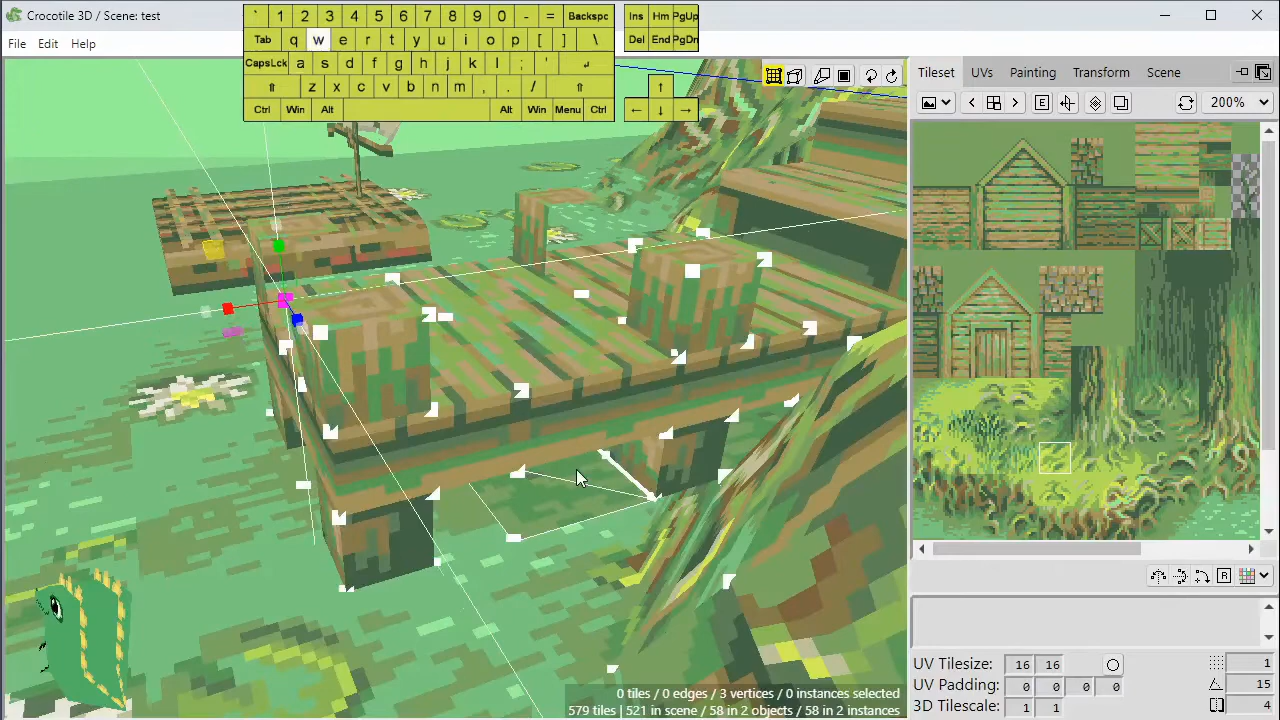 Crocotile 3D / Scene: test
File Edit Help
` 1 2 3 4 5 6 7 8 9 0 - = Backspc
Tab q w e r t y u i o p [ ] \
CapsLck a s d f g h j k l ; ' ↲
⇧ z x c v b n m , . / ⇧
Ctrl Win Alt Alt Win Menu Ctrl
Ins Hm PgUp
Del End PgDn
↑
← ↓ →
Tileset UVs Painting Transform Scene
E 200%
R
UV Tilesize: 16 16 1
UV Padding: 0 0 0 0 15
3D Tilescale: 1 1 4
0 tiles / 0 edges / 3 vertices / 0 instances selected
579 tiles | 521 in scene / 58 in 2 objects / 58 in 2 instances